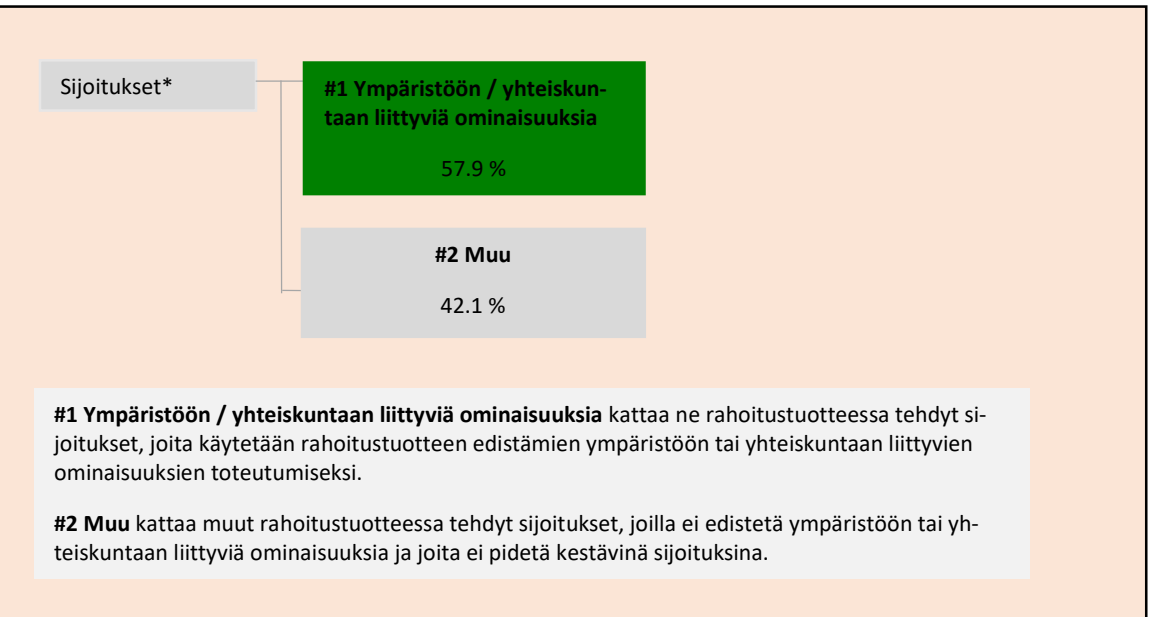 Sijoitukset*
#1 Ympäristöön / yhteiskun-
taan liittyviä ominaisuuksia
57.9 %
#2 Muu
42.1 %
#1 Ympäristöön / yhteiskuntaan liittyviä ominaisuuksia kattaa ne rahoitustuotteessa tehdyt si-
joitukset, joita käytetään rahoitustuotteen edistämien ympäristöön tai yhteiskuntaan liittyvien
ominaisuuksien toteutumiseksi.
#2 Muu kattaa muut rahoitustuotteessa tehdyt sijoitukset, joilla ei edistetä ympäristöön tai yh-
teiskuntaan liittyviä ominaisuuksia ja joita ei pidetä kestävinä sijoituksina.